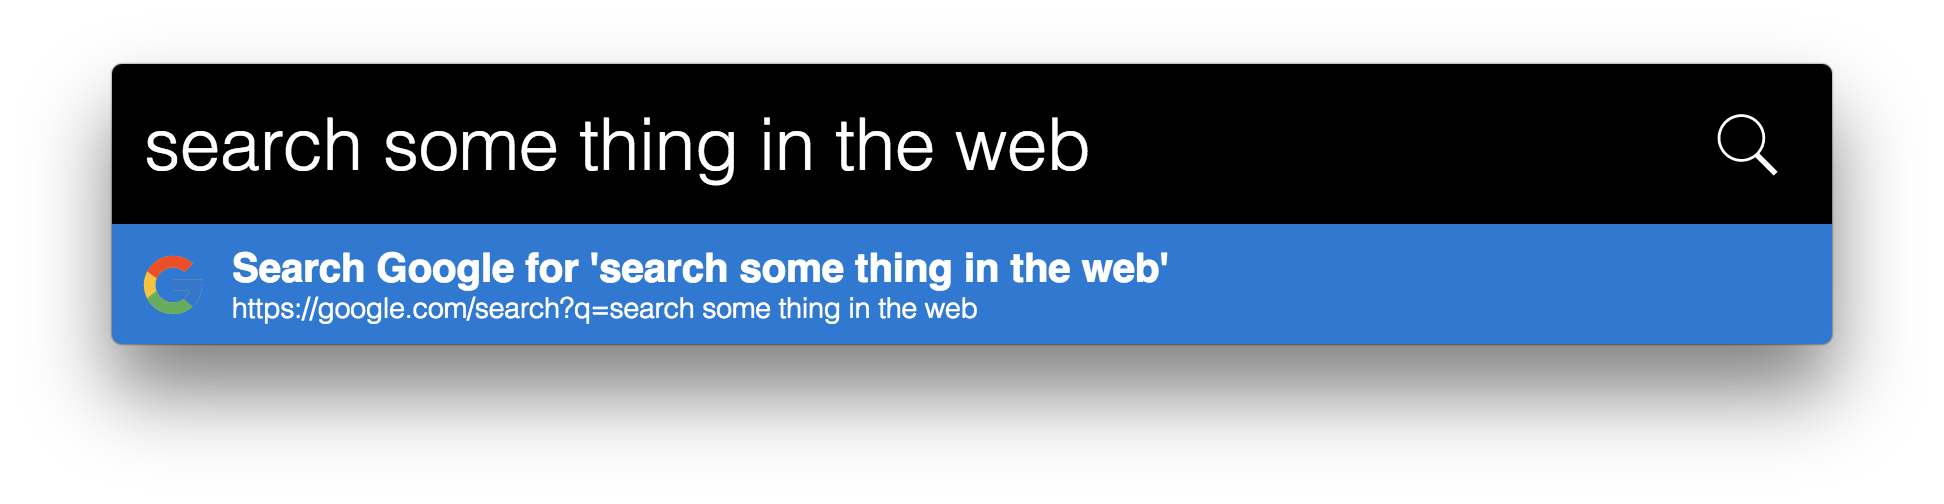 search some thing in the web
Search Google for 'search some thing in the web'
https://google.com/search?q=search some thing in the web